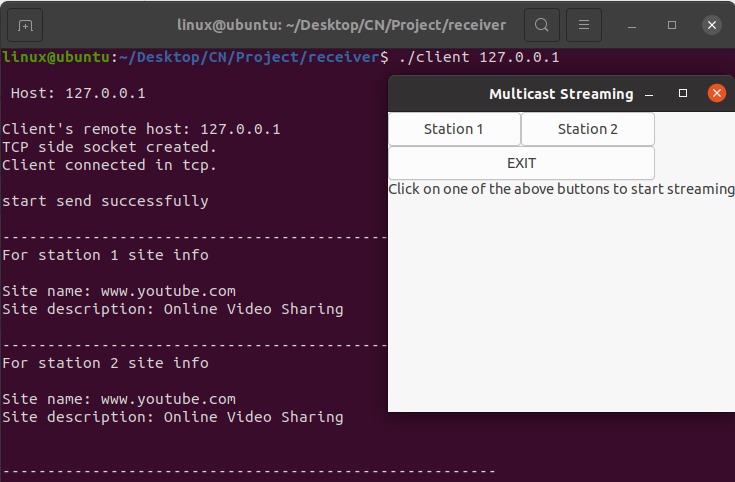 linux@ubuntu: ~/Desktop/CN/Project/receiver
linux@ubuntu:~/Desktop/CN/Project/receiver$ ./client 127.0.0.1
Host: 127.0.0.1
Client's remote host: 127.0.0.1
TCP side socket created.
Client connected in tcp.
start send successfully
-------------------------------------------
For station 1 site info
Site name: www.youtube.com
Site description: Online Video Sharing
-------------------------------------------
For station 2 site info
Site name: www.youtube.com
Site description: Online Video Sharing
-------------------------------------------------------
Multicast Streaming
Station 1
Station 2
EXIT
Click on one of the above buttons to start streaming